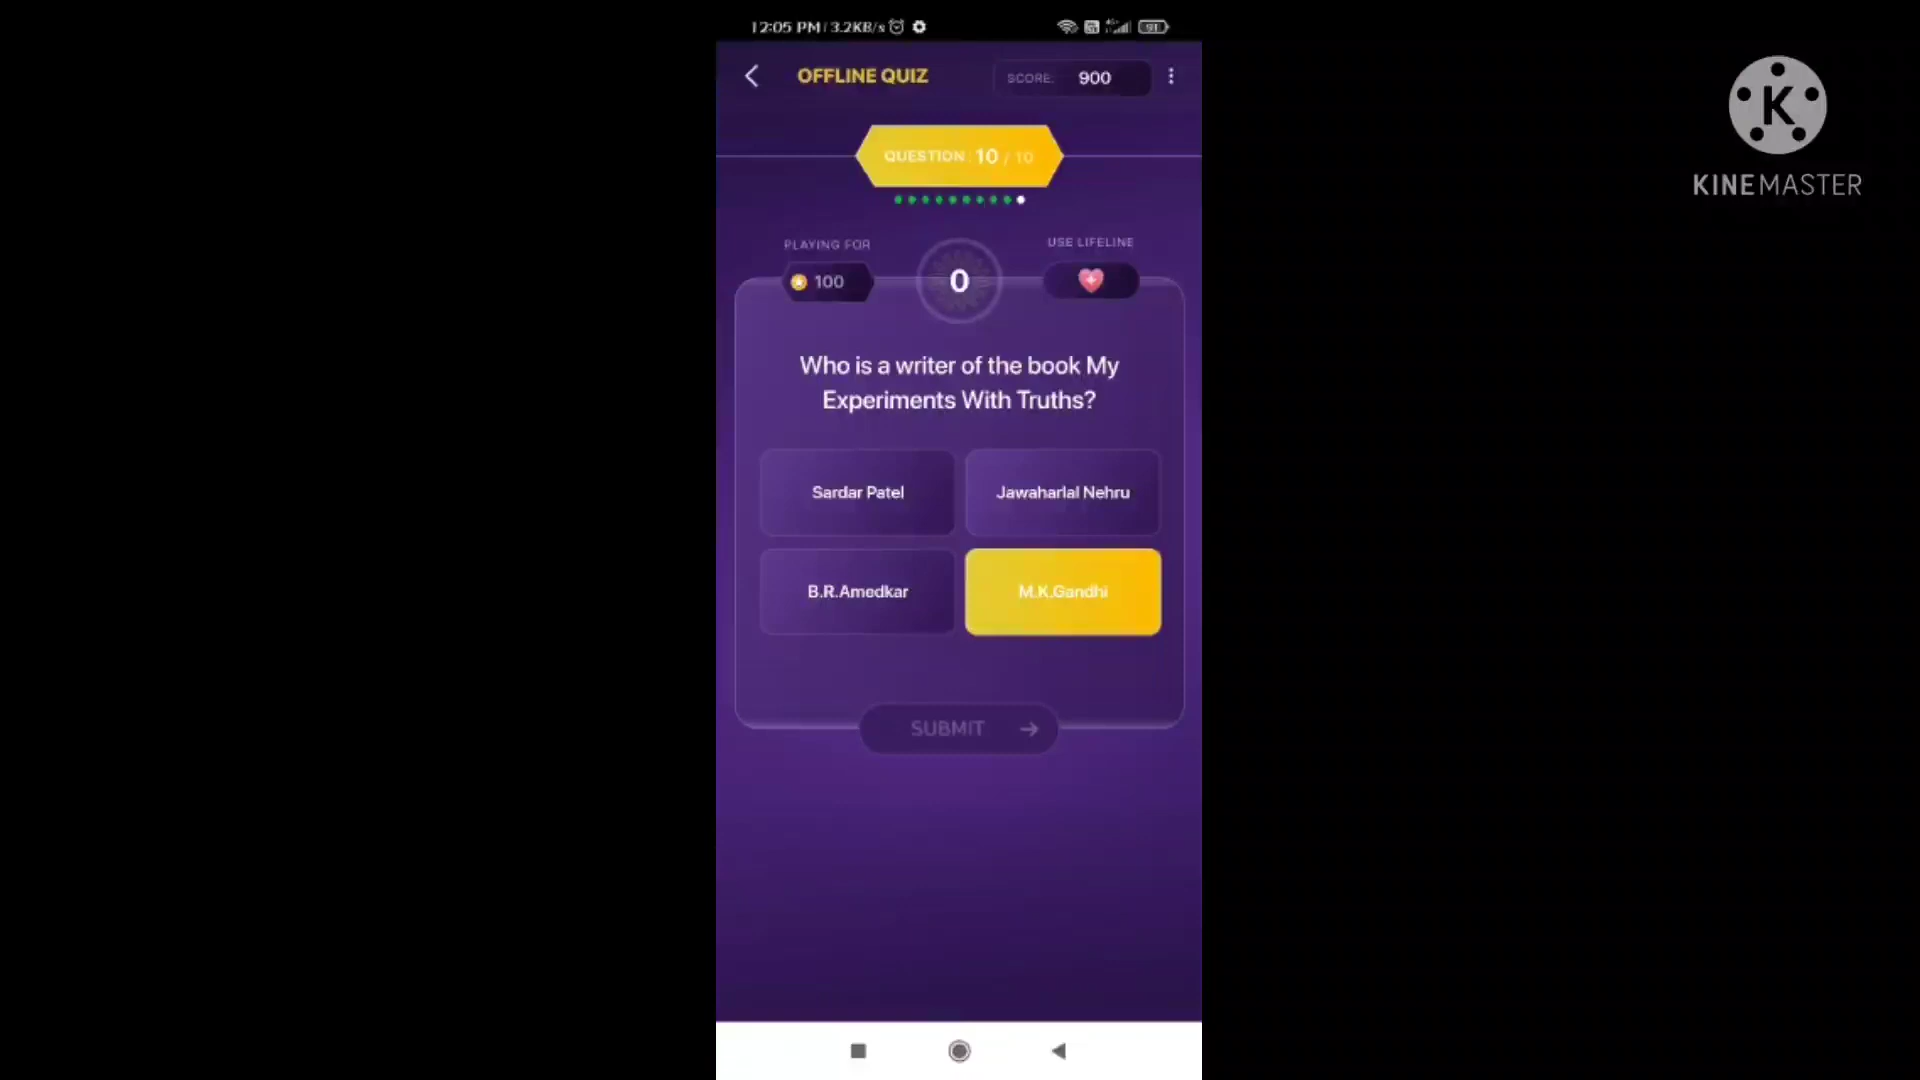 12:05 PM / 3.2KB/s
91
OFFLINE QUIZ
SCORE: 900
QUESTION : 10 / 10
PLAYING FOR
USE LIFELINE
100
0
Who is a writer of the book My
Experiments With Truths?
Sardar Patel
Jawaharlal Nehru
B.R.Amedkar
M.K.Gandhi
SUBMIT
K
KINEMASTER